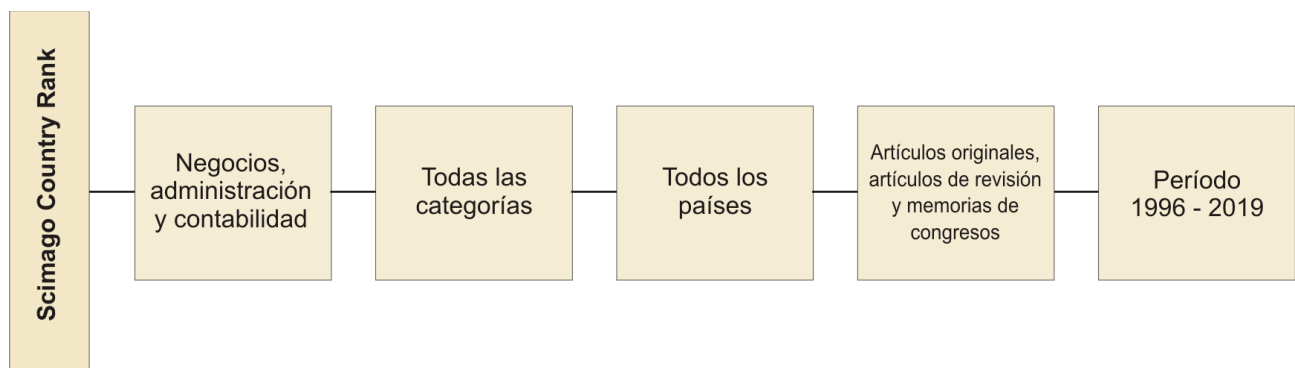 Scimago Country Rank
Negocios,
administración
y contabilidad
Todas las
categorías
Todos los
países
Artículos originales,
artículos de revisión
y memorias de
congresos
Período
1996 - 2019